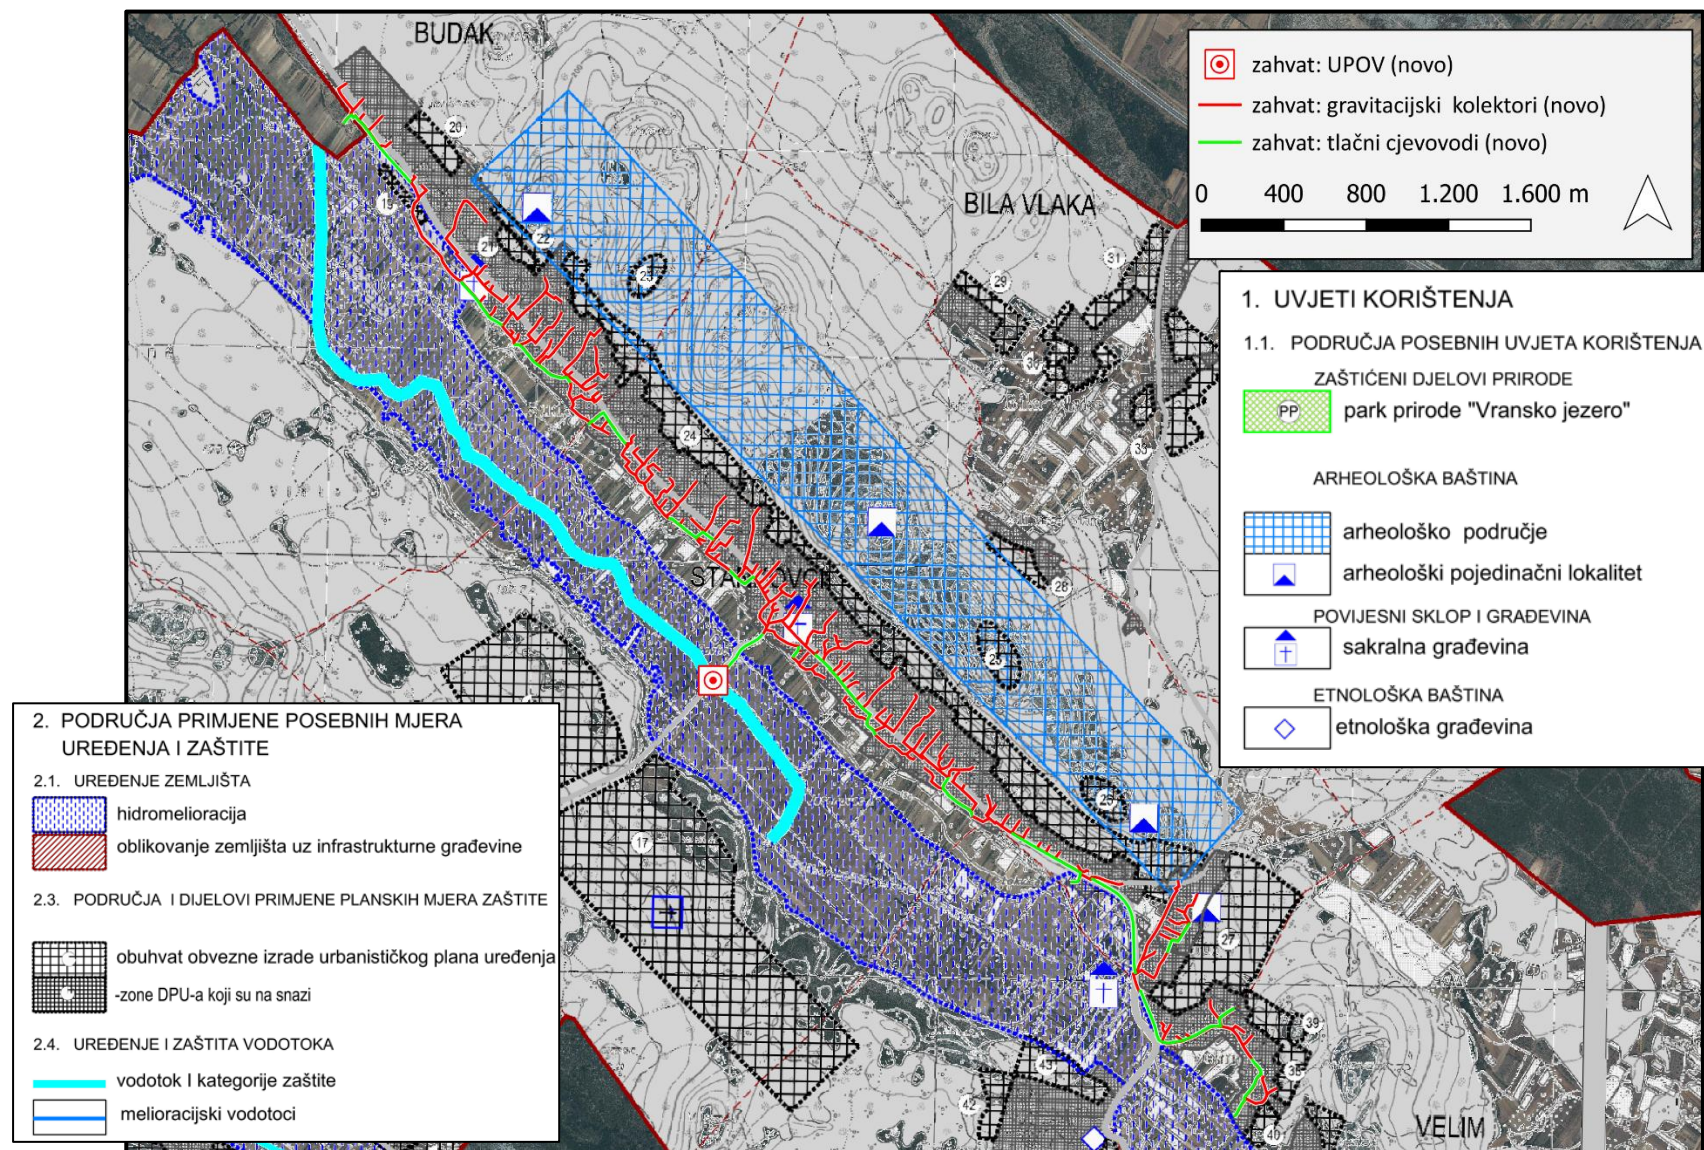 BUDAK
zahvat: UPOV (novo)
zahvat: gravitacijski kolektori (novo)
zahvat: tlačni cjevovodi (novo)
0 400 800 1.200 1.600 m
20
15
21
22
23
BILA VLAKA
31
29
30
33
24
28
1. UVJETI KORIŠTENJA
1.1. PODRUČJA POSEBNIH UVJETA KORIŠTENJA
ZAŠTIĆENI DJELOVI PRIRODE
PP park prirode "Vransko jezero"
ARHEOLOŠKA BAŠTINA
arheološko područje
arheološki pojedinačni lokalitet
POVIJESNI SKLOP I GRAĐEVINA
sakralna građevina
ETNOLOŠKA BAŠTINA
etnološka građevina
25
26
17
27
2. PODRUČJA PRIMJENE POSEBNIH MJERA
UREĐENJA I ZAŠTITE
2.1. UREĐENJE ZEMLJIŠTA
hidromelioracija
oblikovanje zemljišta uz infrastrukturne građevine
2.3. PODRUČJA I DIJELOVI PRIMJENE PLANSKIH MJERA ZAŠTITE
obuhvat obvezne izrade urbanističkog plana uređenja
-zone DPU-a koji su na snazi
2.4. UREĐENJE I ZAŠTITA VODOTOKA
vodotok I kategorije zaštite
melioracijski vodotoci
39
38
43
42
40
VELIM